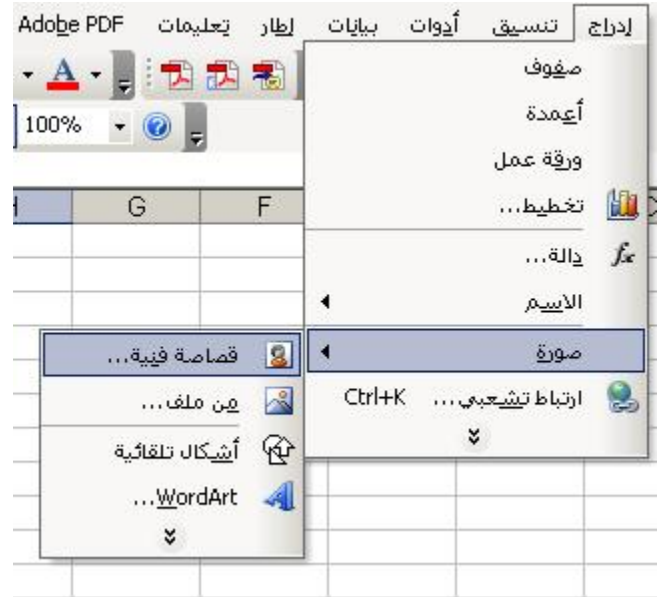 إدراج تنسيق أدوات بيانات إطار تعليمات Adobe PDF
صفوف
أعمدة
ورقة عمل
تخطيط...
دالة...
الاسم
صورة
ارتباط تشعبي... Ctrl+K
قصاصة فنية...
من ملف...
أشكال تلقائية
WordArt...
A
100%
G F